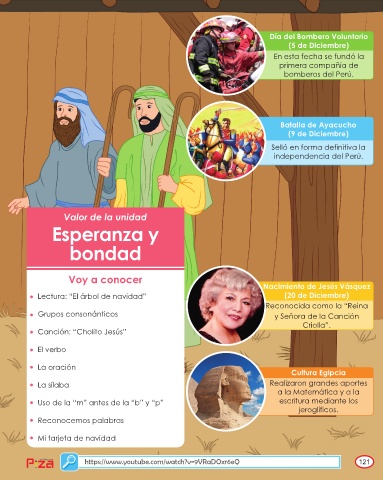 Día del Bombero Voluntario
(5 de Diciembre)
En esta fecha se fundó la
primera compañia de
bomberos del Perú.
Batalla de Ayacucho
(9 de Diciembre)
Selló en forma definitiva la
independencia del Perú.
Valor de la unidad
Esperanza y
bondad
Voy a conocer
• Lectura: “El árbol de navidad”
• Grupos consonánticos
• Canción: “Cholito Jesús”
• El verbo
• La oración
• La sílaba
• Uso de la “m” antes de la “b” y “p”
• Reconocemos palabras
• Mi tarjeta de navidad
Nacimiento de Jesús Vásquez
(20 de Diciembre)
Reconocida como la “Reina
y Señora de la Canción
Criolla”.
Cultura Egipcia
Realizaron grandes aportes
a la Matemática y a la
escritura mediante los
jeroglíficos.
P·za
https://www.youtube.com/watch?v=9VRaDOxr6eQ
121